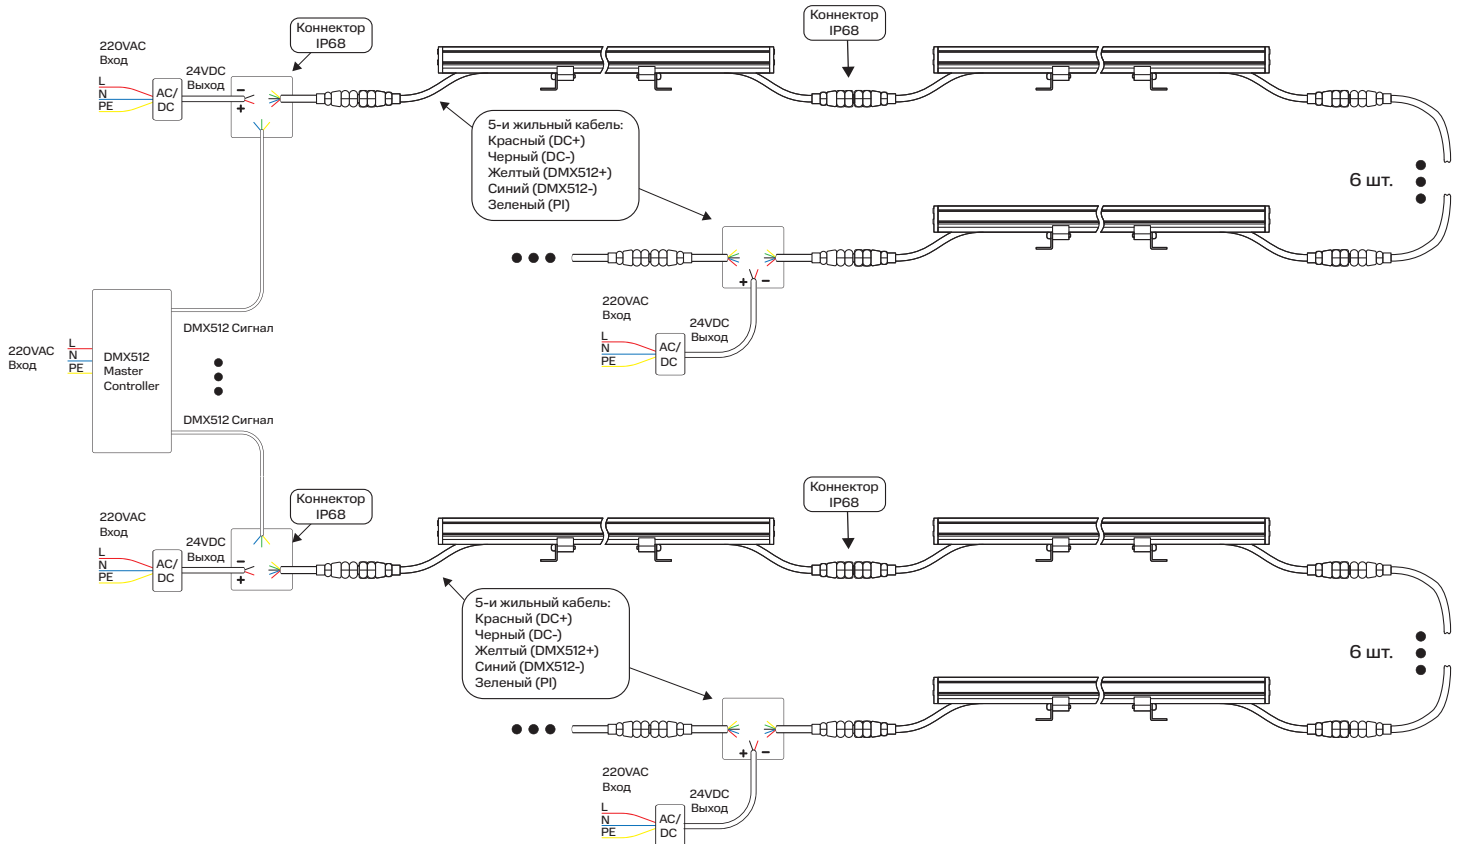 Коннектор
IP68
Коннектор
IP68
220VAC
Вход
24VDC
Выход
L
N
PE
AC/
DC
-
+
5-и жильный кабель:
Красный (DC+)
Черный (DC-)
Желтый (DMX512+)
Синий (DMX512-)
Зеленый (PI)
6 шт.
+ -
220VAC
Вход
24VDC
Выход
L
N
PE
AC/
DC
DMX512 Сигнал
220VAC
Вход
L
N
PE
DMX512
Master
Controller
DMX512 Сигнал
Коннектор
IP68
Коннектор
IP68
220VAC
Вход
24VDC
Выход
L
N
PE
AC/
DC
-
+
5-и жильный кабель:
Красный (DC+)
Черный (DC-)
Желтый (DMX512+)
Синий (DMX512-)
Зеленый (PI)
6 шт.
+ -
220VAC
Вход
24VDC
Выход
L
N
PE
AC/
DC